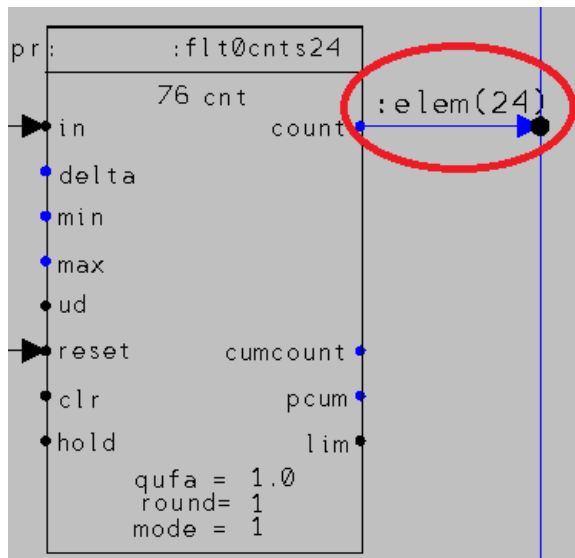 pr: :flt0cnts24
76 cnt
:elem(24)
in count
delta
min
max
ud
reset cumcount
clr pcum
hold lim
qufa = 1.0
round= 1
mode = 1